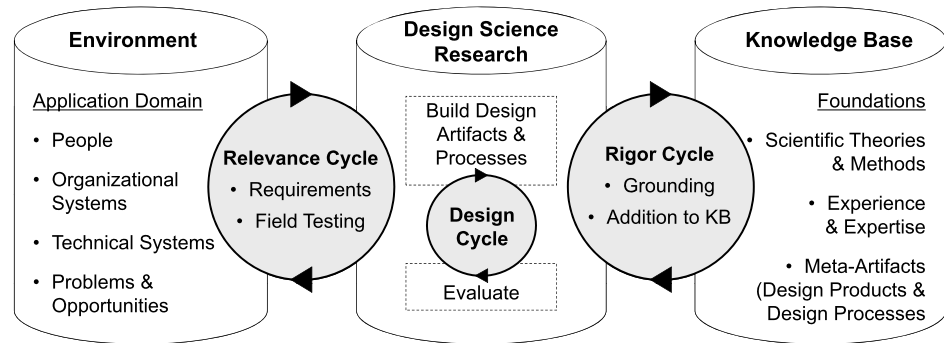 Environment
Application Domain
• People
• Organizational
Systems
• Technical Systems
• Problems &
Opportunities
Relevance Cycle
• Requirements
• Field Testing
Design Science
Research
Build Design
Artifacts &
Processes
Design
Cycle
Evaluate
Rigor Cycle
• Grounding
• Addition to KB
Knowledge Base
Foundations
• Scientific Theories
& Methods
• Experience
& Expertise
• Meta-Artifacts
(Design Products &
Design Processes